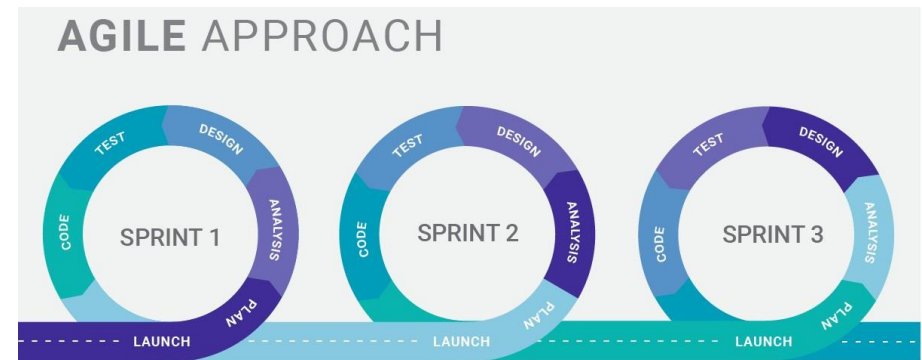 AGILE APPROACH
TEST
DESIGN
CODE
SPRINT 1
ANALYSIS
PLAN
LAUNCH
TEST
DESIGN
CODE
SPRINT 2
ANALYSIS
PLAN
LAUNCH
TEST
DESIGN
CODE
SPRINT 3
ANALYSIS
PLAN
LAUNCH